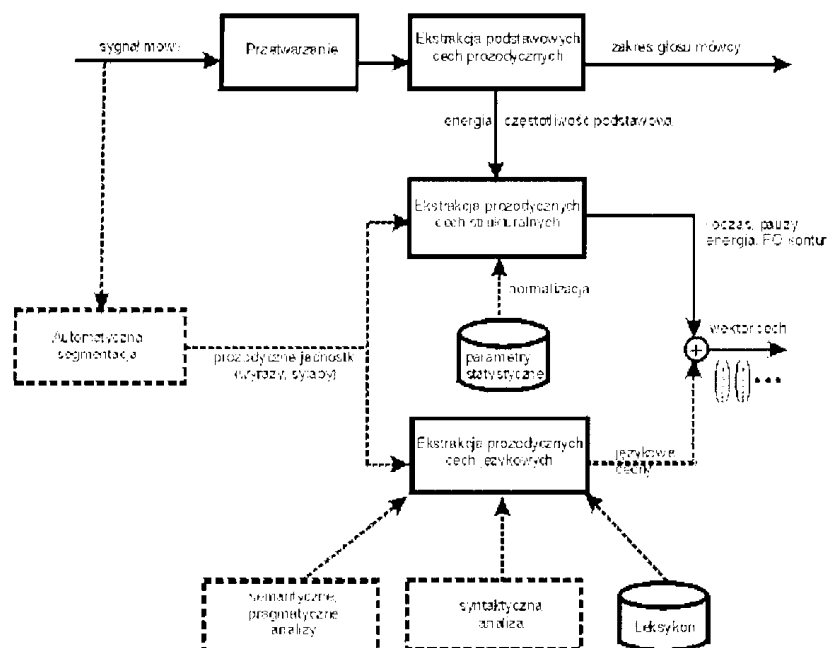 sygnał mowy
Przetwarzanie
Ekstrakcja podstawowych
cech prozodycznych
zakres głosu mówcy
energia
częstotliwość podstawowa
Ekstrakcja prozodycznych
cech strukturalnych
czas, pauzy
energia, F0 kontur
normalizacja
Automatyczna
segmentacja
prozodyczne jednostki
(wyrazy, sylaby)
parametry
statystyczne
wektor cech
+
Ekstrakcja prozodycznych
cech językowych
językowe
cechy
semantyczne,
pragmatyczne
analizy
syntaktyczna
analiza
Leksykon